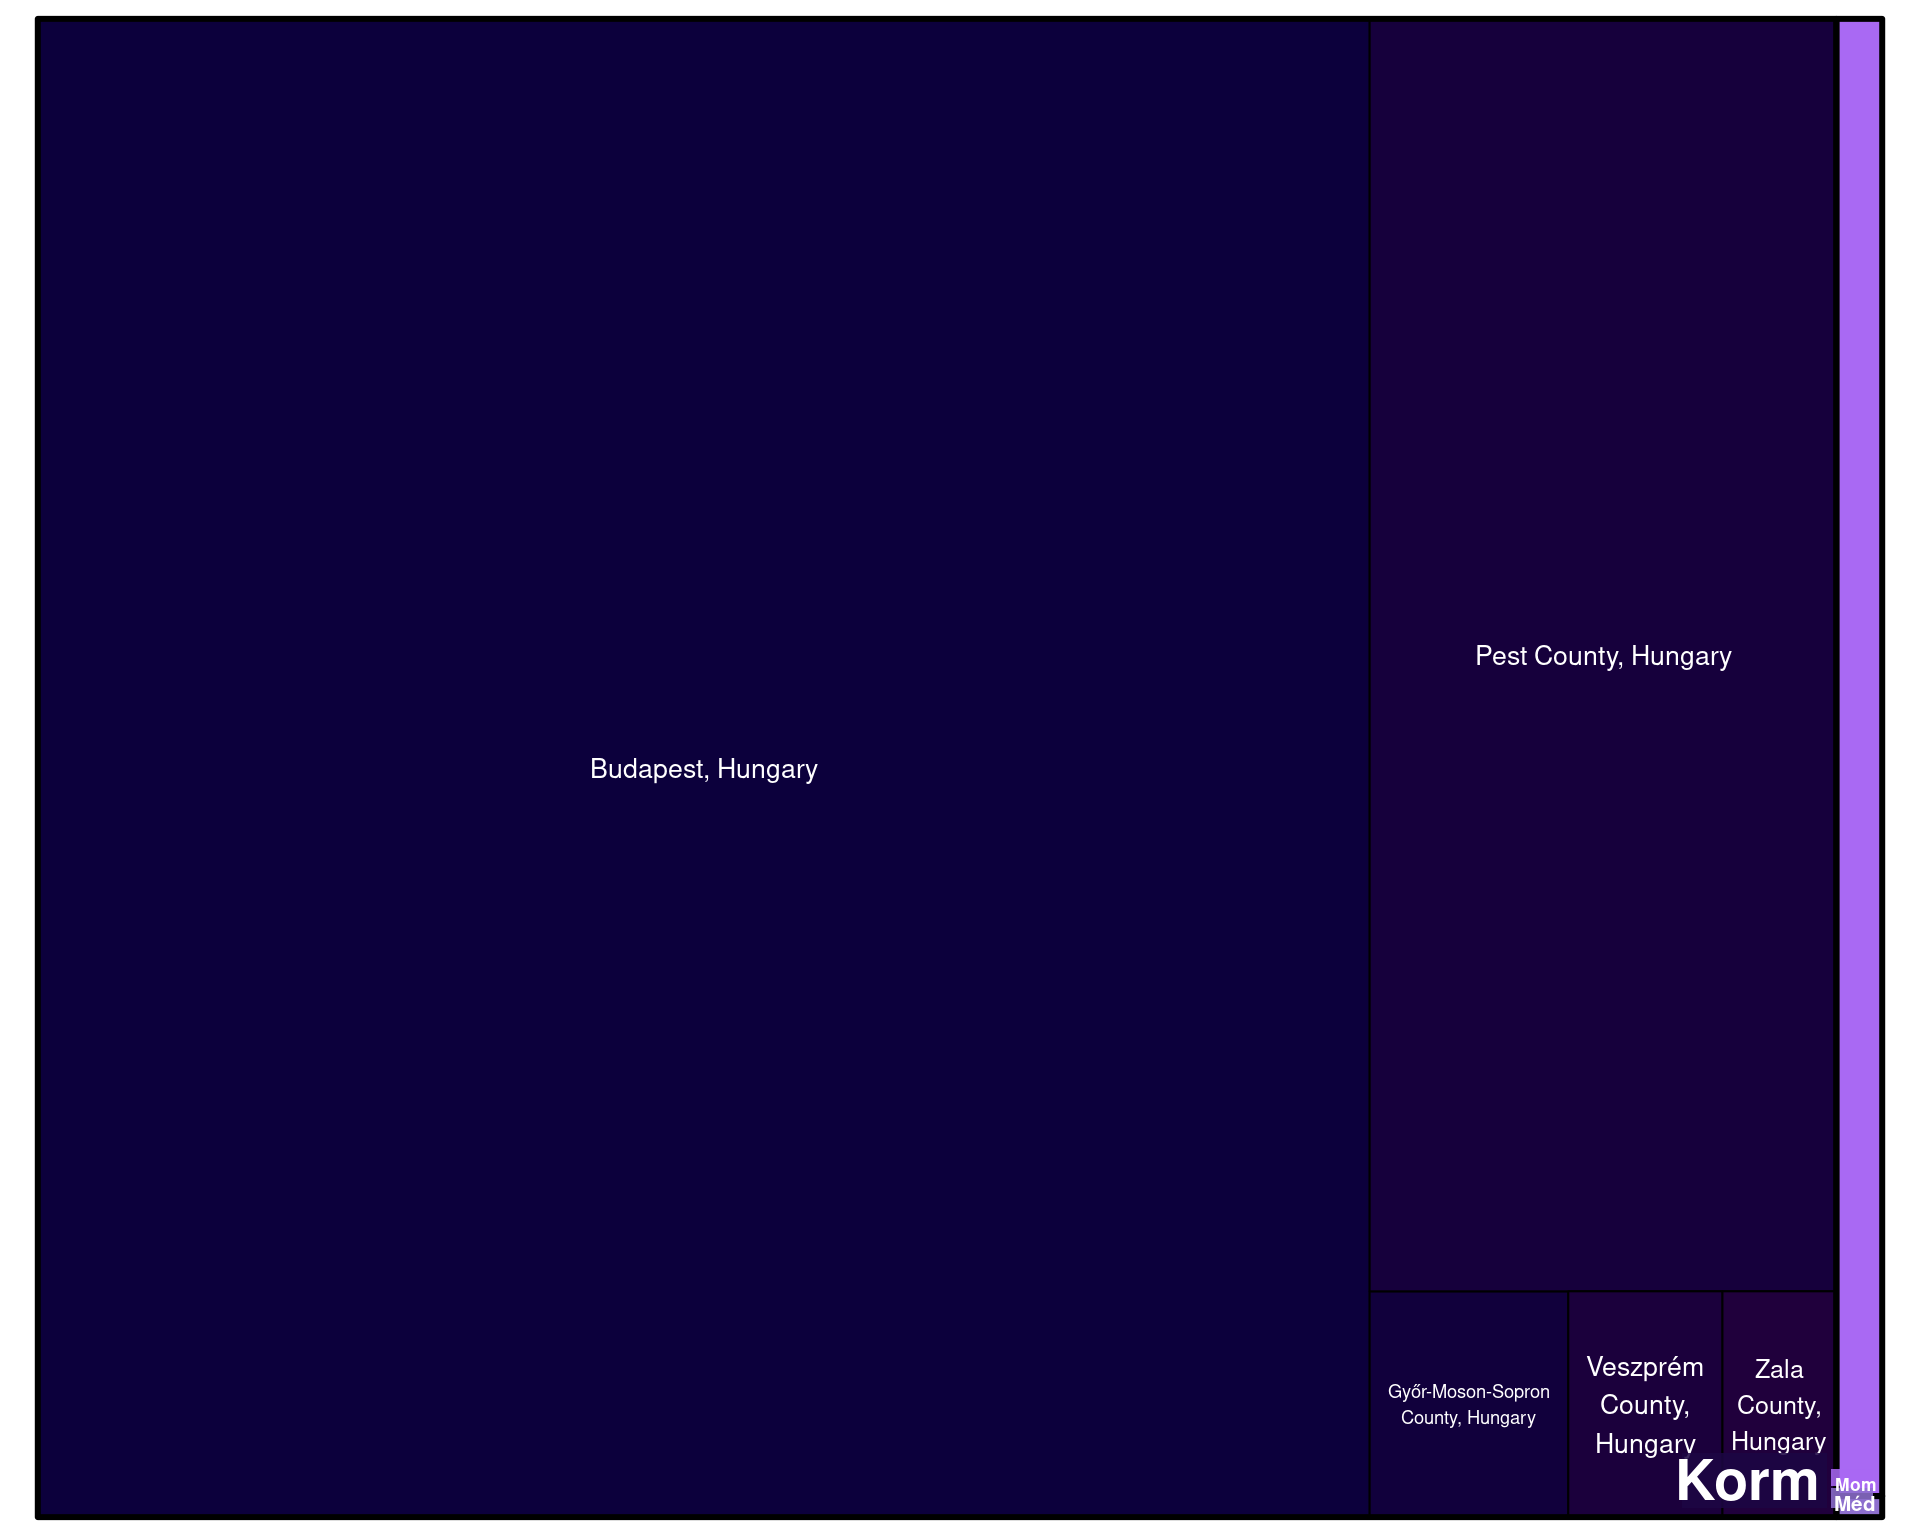 Pest County, Hungary
Budapest, Hungary
Győr-Moson-Sopron
County, Hungary
Veszprém
County,
Hungary
Zala
County,
Hungary
Korm
Mom
Méd